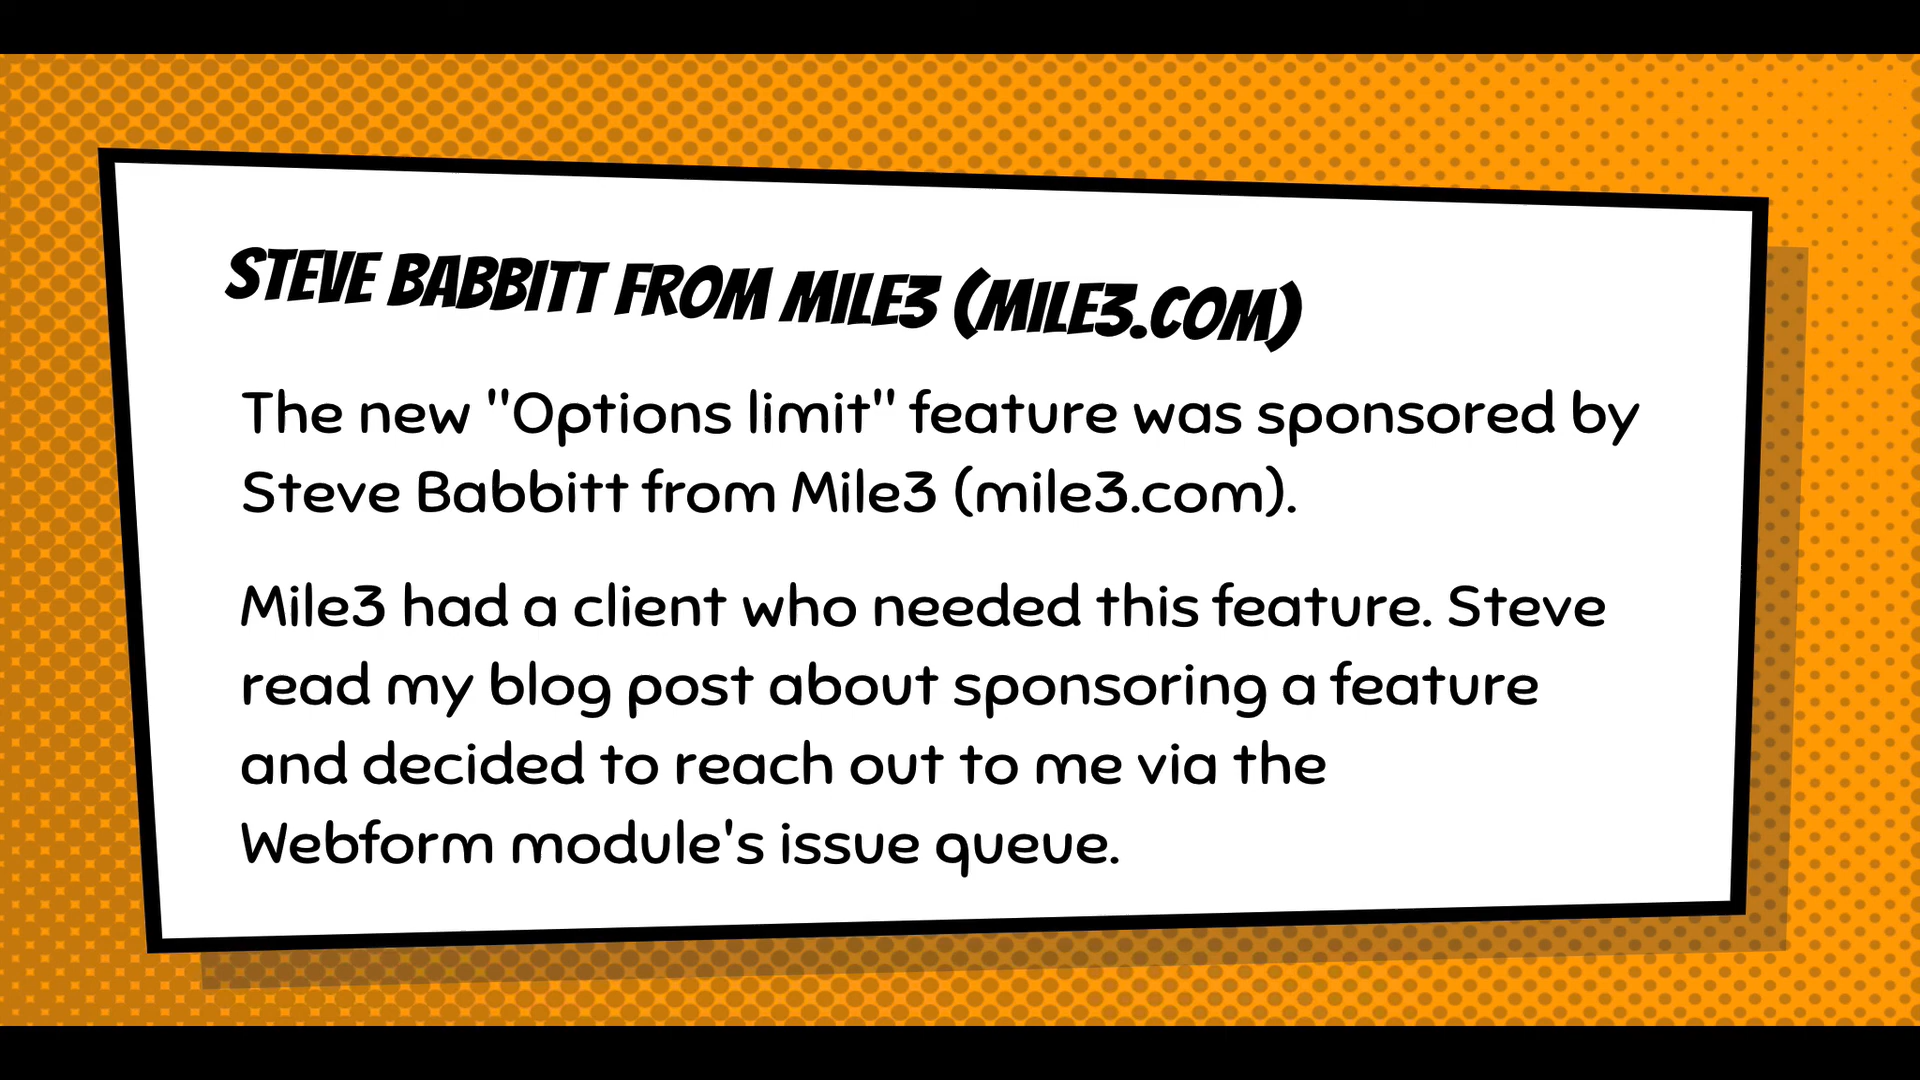 STEVE BABBITT FROM MILE3 (MILE3.COM)
The new "Options limit" feature was sponsored by
Steve Babbitt from Mile3 (mile3.com).
Mile3 had a client who needed this feature. Steve
read my blog post about sponsoring a feature
and decided to reach out to me via the
Webform module's issue queue.